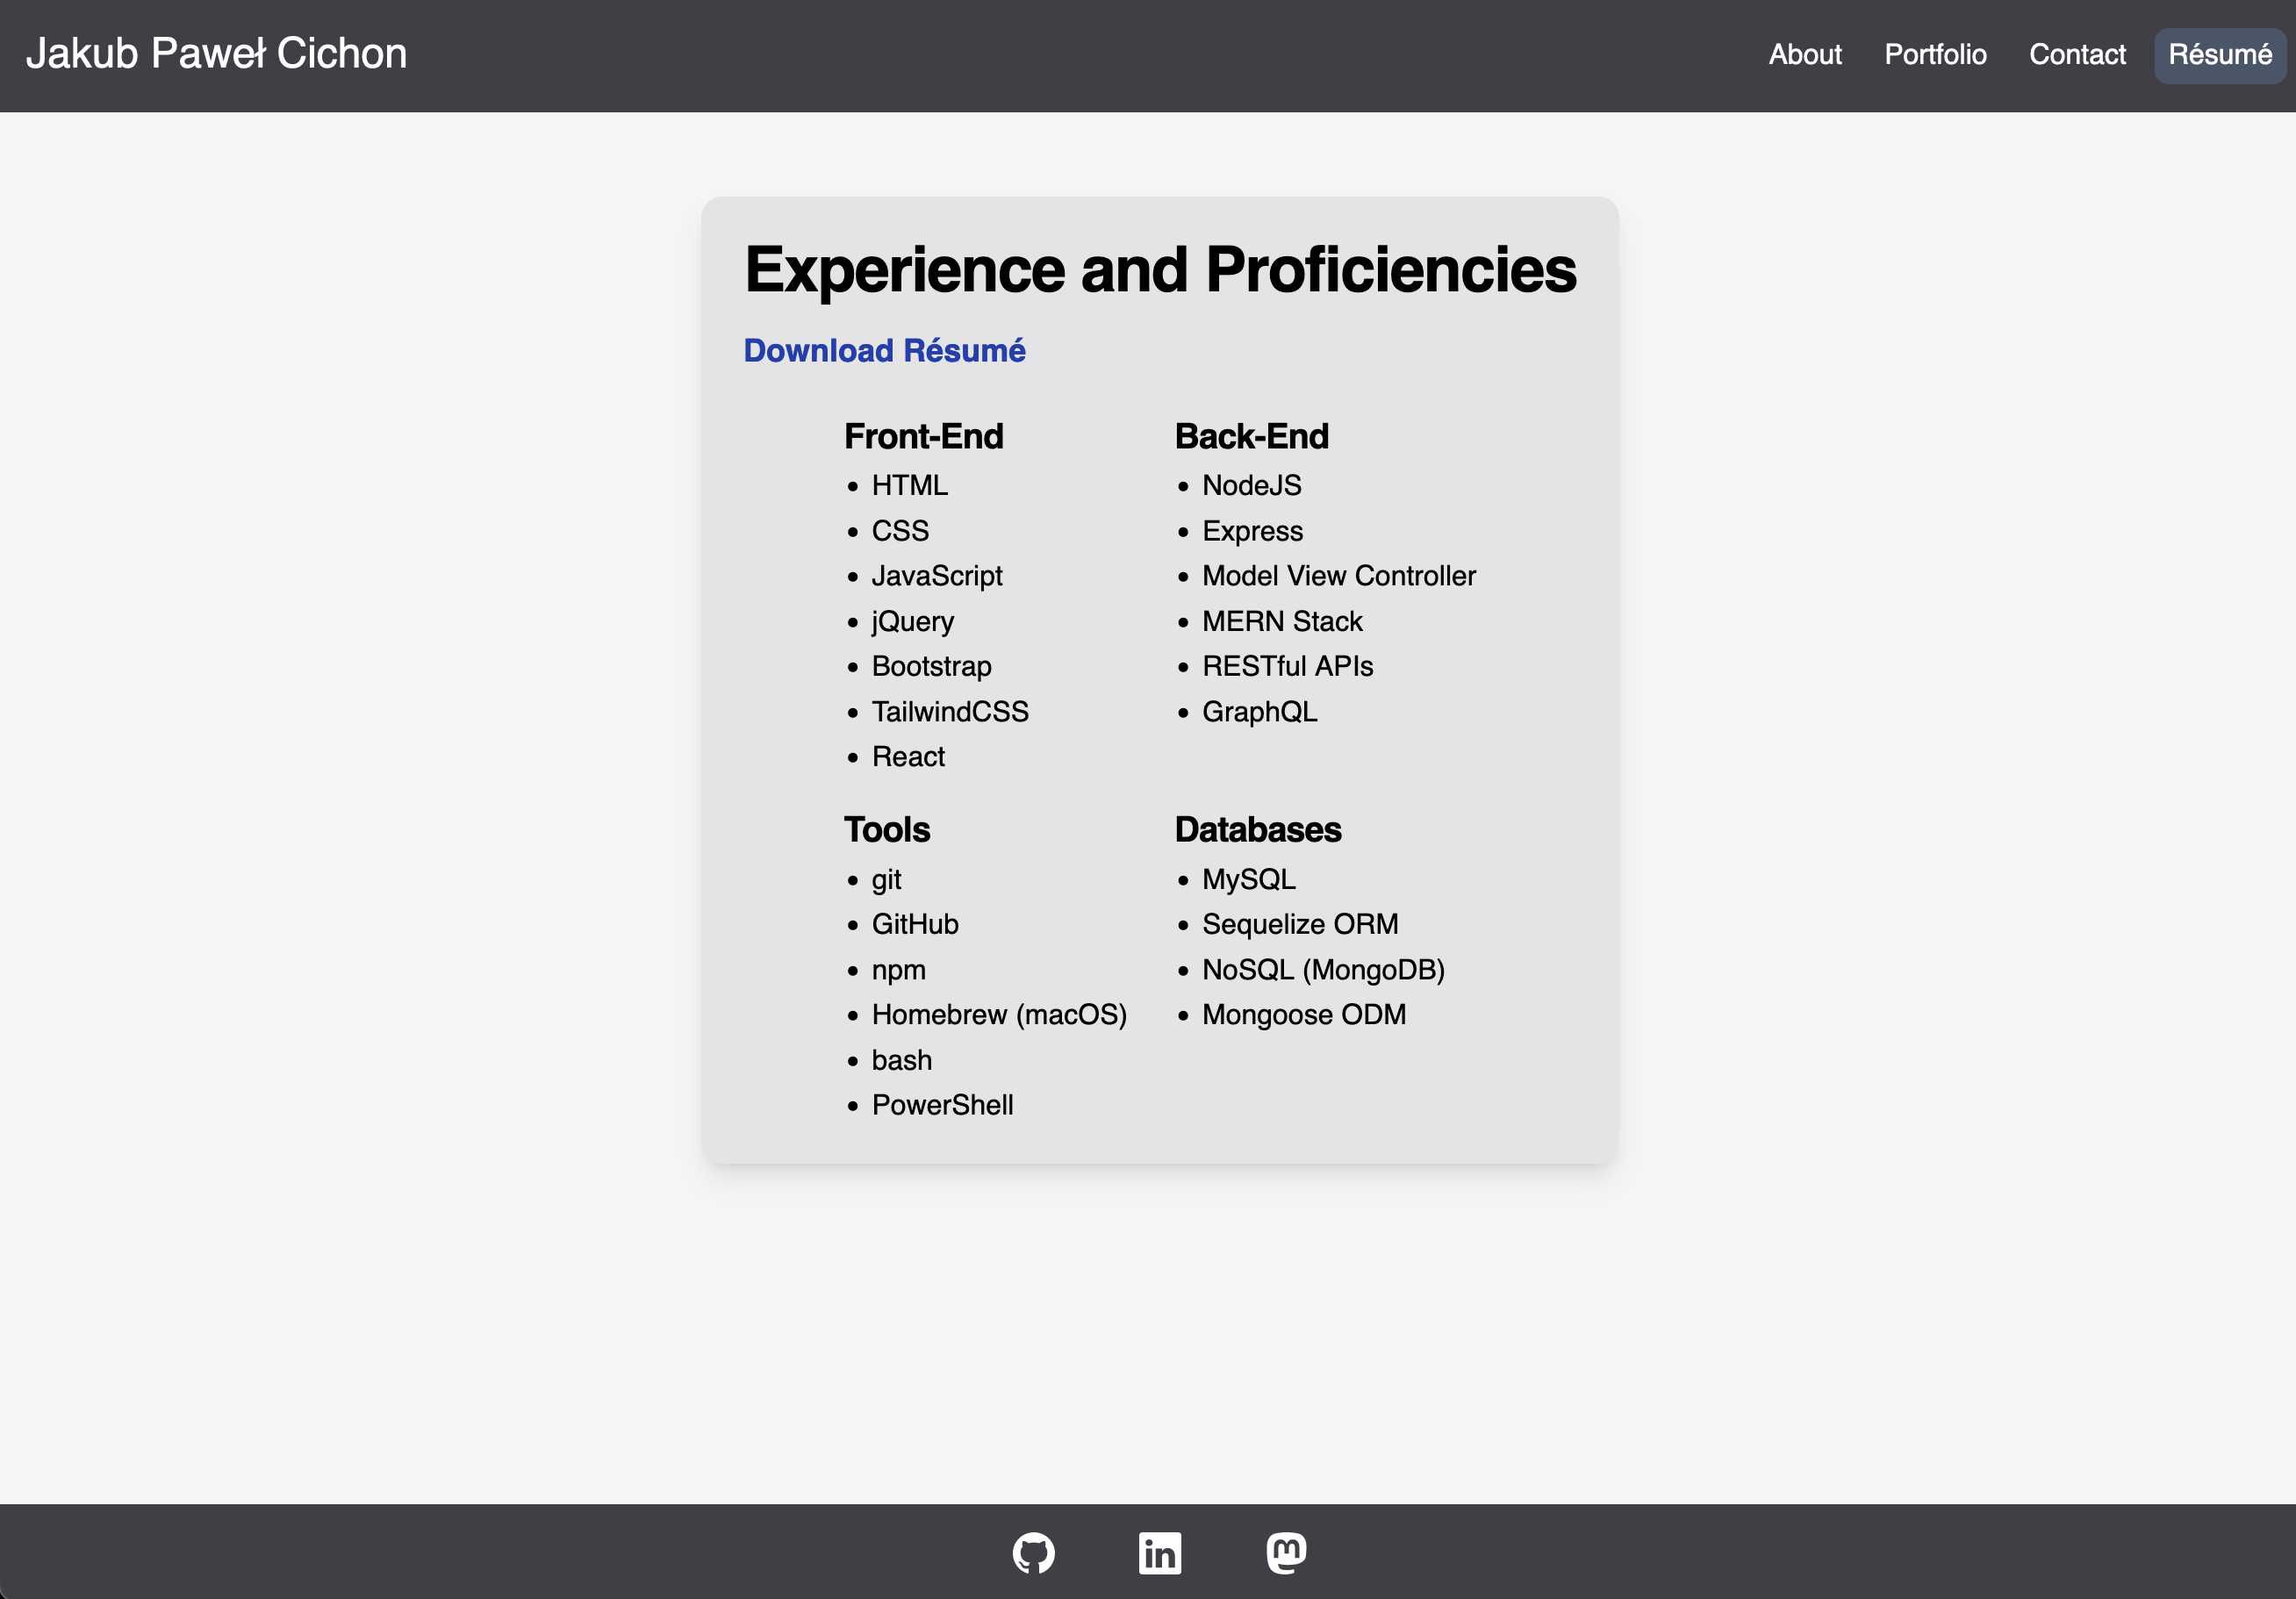 Jakub Paweł Cichon
About Portfolio Contact Résumé
Experience and Proficiencies
Download Résumé
Front-End
HTML
CSS
JavaScript
jQuery
Bootstrap
TailwindCSS
React
Back-End
NodeJS
Express
Model View Controller
MERN Stack
RESTful APIs
GraphQL
Tools
git
GitHub
npm
Homebrew (macOS)
bash
PowerShell
Databases
MySQL
Sequelize ORM
NoSQL (MongoDB)
Mongoose ODM
in